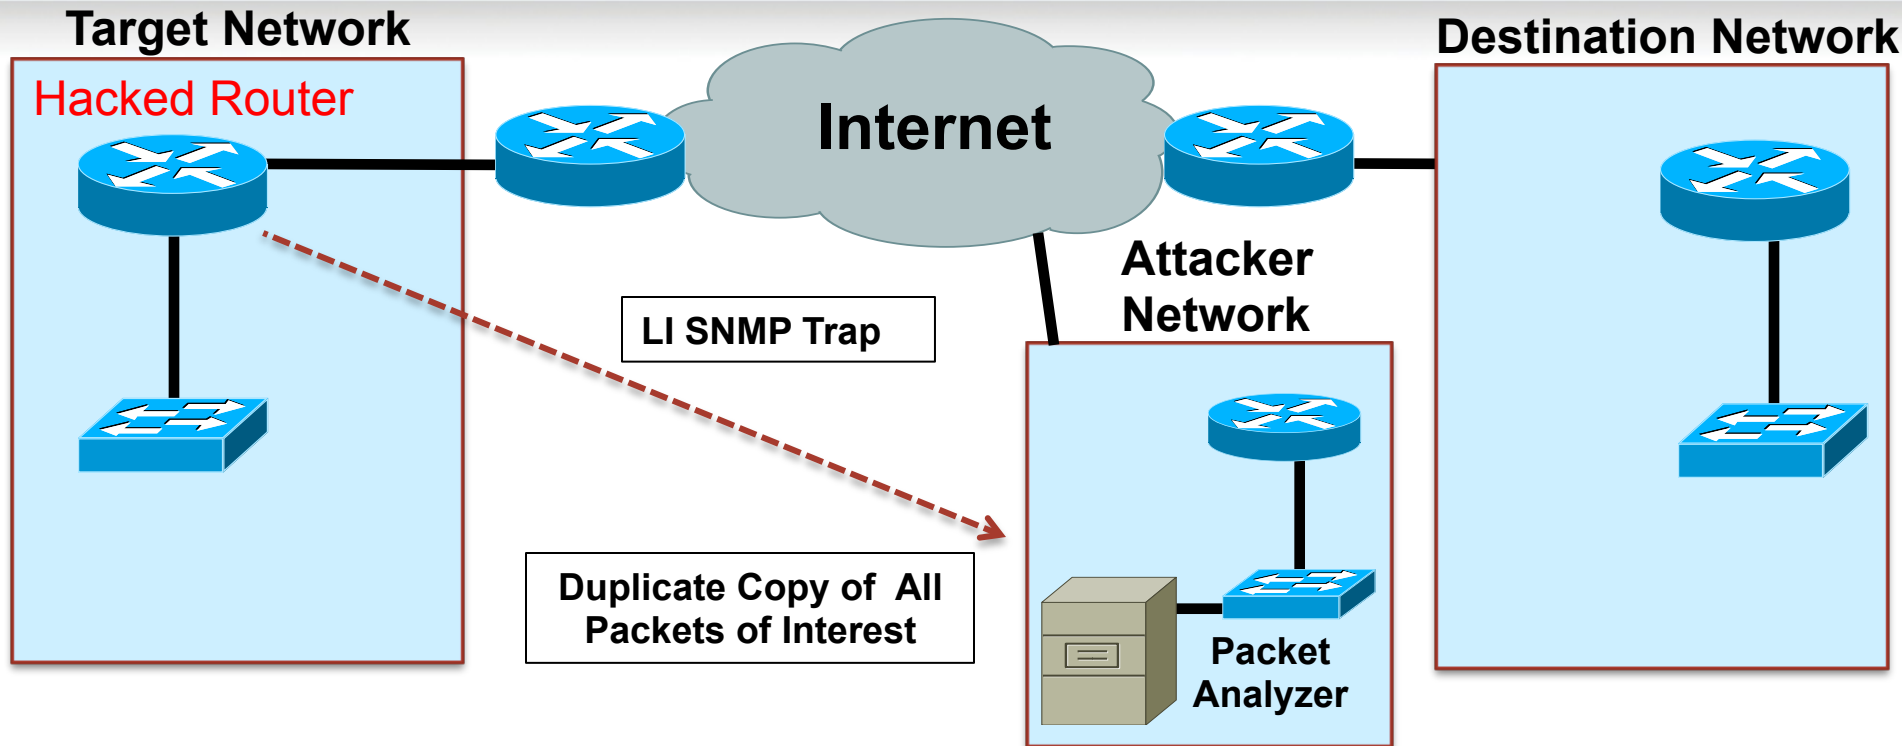 Target Network
Destination Network
Hacked Router
Internet
Attacker
Network
LI SNMP Trap
Duplicate Copy of All
Packets of Interest
Packet
Analyzer